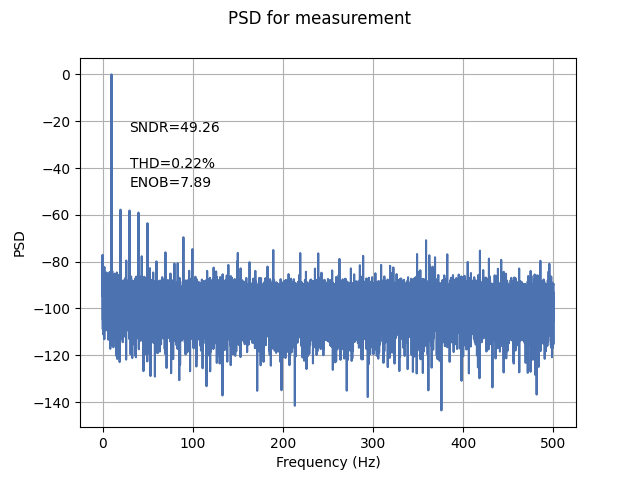 PSD for measurement
0
−20
−40
−60
−80
−100
−120
−140
PSD
SNDR=49.26
THD=0.22%
ENOB=7.89
0
100
200
300
400
500
Frequency (Hz)